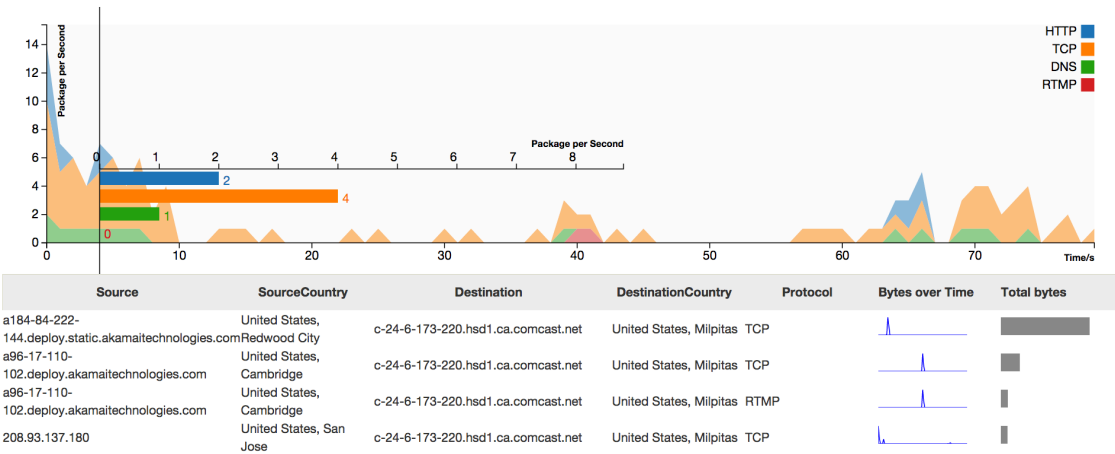 Package per Second
14
12
10
8
6
4
2
0
HTTP
TCP
DNS
RTMP
Package per Second
0 1 2 3 4 5 6 7 8
2
4
1
0
0 10 20 30 40 50 60 70
Time/s
Source SourceCountry Destination DestinationCountry Protocol Bytes over Time Total bytes
a184-84-222-
144.deploy.static.akamaitechnologies.com
United States,
Redwood City
c-24-6-173-220.hsd1.ca.comcast.net United States, Milpitas TCP
a96-17-110-
102.deploy.akamaitechnologies.com
United States,
Cambridge
c-24-6-173-220.hsd1.ca.comcast.net United States, Milpitas TCP
a96-17-110-
102.deploy.akamaitechnologies.com
United States,
Cambridge
c-24-6-173-220.hsd1.ca.comcast.net United States, Milpitas RTMP
208.93.137.180
United States, San
Jose
c-24-6-173-220.hsd1.ca.comcast.net United States, Milpitas TCP